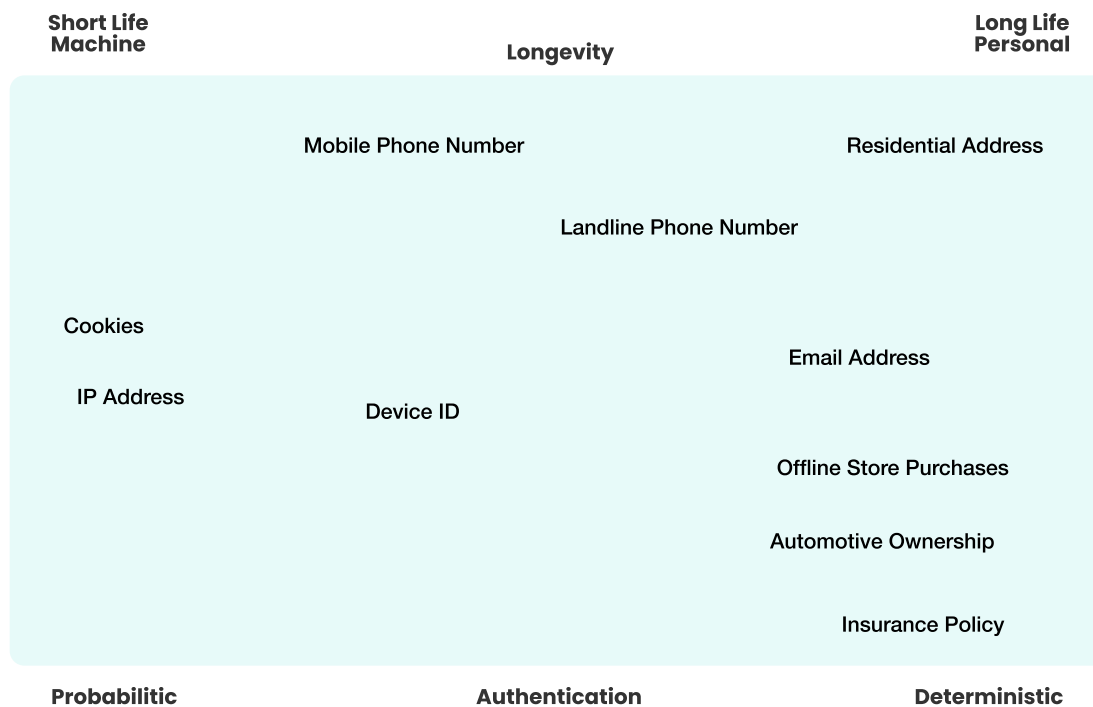 Short Life
Machine
Longevity
Long Life
Personal
Mobile Phone Number
Residential Address
Landline Phone Number
Cookies
Email Address
IP Address
Device ID
Offline Store Purchases
Automotive Ownership
Insurance Policy
Probabilitic
Authentication
Deterministic